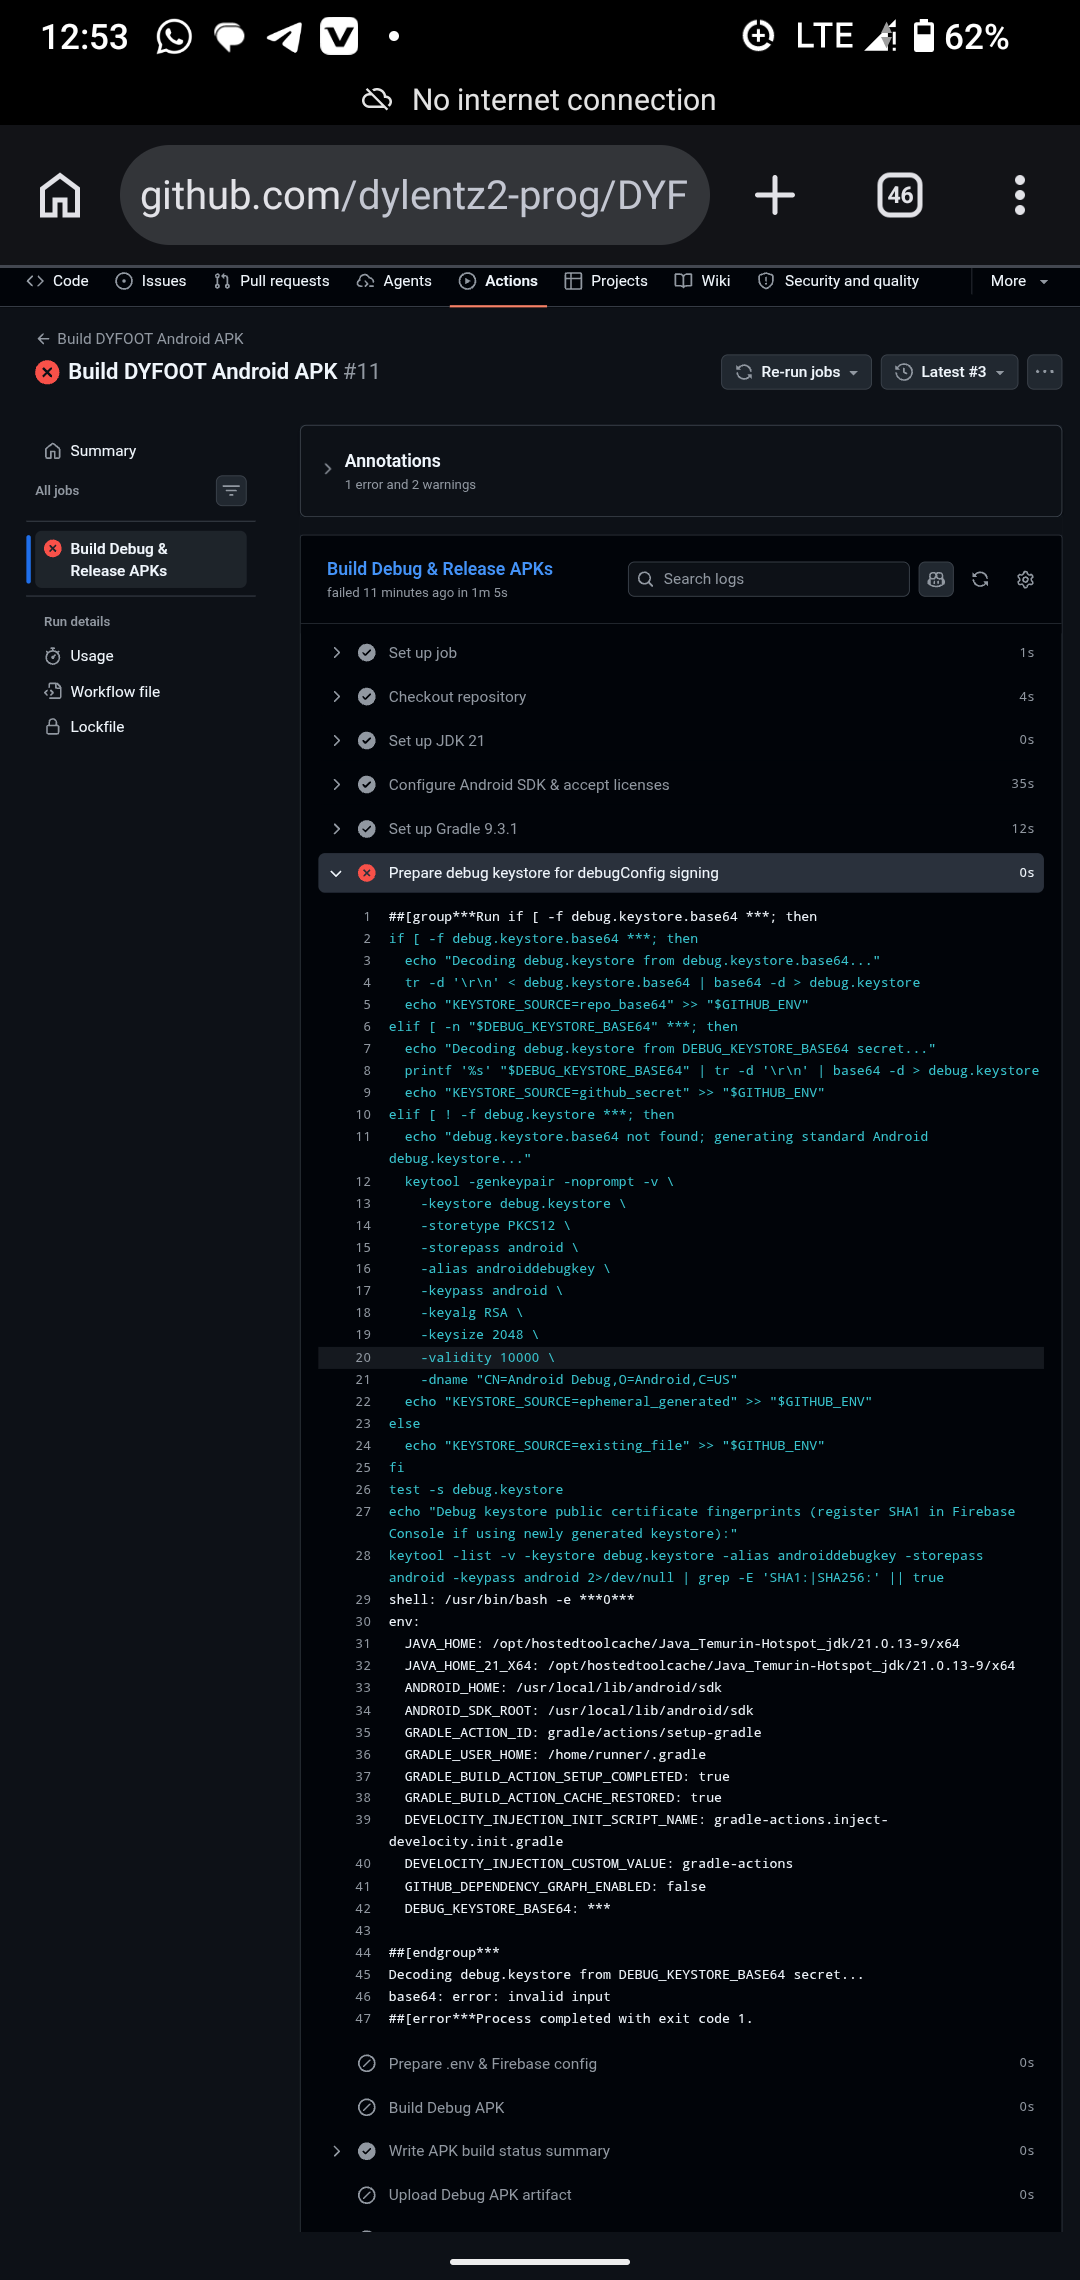 12:53
LTE
62%
No internet connection
github.com/dylentz2-prog/DYF
46
Code
Issues
Pull requests
Agents
Actions
Projects
Wiki
Security and quality
More
Build DYFOOT Android APK
Build DYFOOT Android APK #11
Re-run jobs
Latest #3
Summary
All jobs
Build Debug &
Release APKs
Run details
Usage
Workflow file
Lockfile
Annotations
1 error and 2 warnings
Build Debug & Release APKs
failed 11 minutes ago in 1m 5s
Search logs
Set up job 1s
Checkout repository 4s
Set up JDK 21 0s
Configure Android SDK & accept licenses 35s
Set up Gradle 9.3.1 12s
Prepare debug keystore for debugConfig signing 0s
1 ##[group***Run if [ -f debug.keystore.base64 ***; then
2 if [ -f debug.keystore.base64 ***; then
3 echo "Decoding debug.keystore from debug.keystore.base64..."
4 tr -d '\r\n' < debug.keystore.base64 | base64 -d > debug.keystore
5 echo "KEYSTORE_SOURCE=repo_base64" >> "$GITHUB_ENV"
6 elif [ -n "$DEBUG_KEYSTORE_BASE64" ***; then
7 echo "Decoding debug.keystore from DEBUG_KEYSTORE_BASE64 secret..."
8 printf '%s' "$DEBUG_KEYSTORE_BASE64" | tr -d '\r\n' | base64 -d > debug.keystore
9 echo "KEYSTORE_SOURCE=github_secret" >> "$GITHUB_ENV"
10 elif [ ! -f debug.keystore ***; then
11 echo "debug.keystore.base64 not found; generating standard Android
debug.keystore..."
12 keytool -genkeypair -noprompt -v \
13 -keystore debug.keystore \
14 -storetype PKCS12 \
15 -storepass android \
16 -alias androiddebugkey \
17 -keypass android \
18 -keyalg RSA \
19 -keysize 2048 \
20 -validity 10000 \
21 -dname "CN=Android Debug,O=Android,C=US"
22 echo "KEYSTORE_SOURCE=ephemeral_generated" >> "$GITHUB_ENV"
23 else
24 echo "KEYSTORE_SOURCE=existing_file" >> "$GITHUB_ENV"
25 fi
26 test -s debug.keystore
27 echo "Debug keystore public certificate fingerprints (register SHA1 in Firebase
Console if using newly generated keystore):"
28 keytool -list -v -keystore debug.keystore -alias androiddebugkey -storepass
android -keypass android 2>/dev/null | grep -E 'SHA1:|SHA256:' || true
29 shell: /usr/bin/bash -e ***0***
30 env:
31 JAVA_HOME: /opt/hostedtoolcache/Java_Temurin-Hotspot_jdk/21.0.13-9/x64
32 JAVA_HOME_21_X64: /opt/hostedtoolcache/Java_Temurin-Hotspot_jdk/21.0.13-9/x64
33 ANDROID_HOME: /usr/local/lib/android/sdk
34 ANDROID_SDK_ROOT: /usr/local/lib/android/sdk
35 GRADLE_ACTION_ID: gradle/actions/setup-gradle
36 GRADLE_USER_HOME: /home/runner/.gradle
37 GRADLE_BUILD_ACTION_SETUP_COMPLETED: true
38 GRADLE_BUILD_ACTION_CACHE_RESTORED: true
39 DEVELOCITY_INJECTION_INIT_SCRIPT_NAME: gradle-actions.inject-
develocity.init.gradle
40 DEVELOCITY_INJECTION_CUSTOM_VALUE: gradle-actions
41 GITHUB_DEPENDENCY_GRAPH_ENABLED: false
42 DEBUG_KEYSTORE_BASE64: ***
43
44 ##[endgroup***
45 Decoding debug.keystore from DEBUG_KEYSTORE_BASE64 secret...
46 base64: error: invalid input
47 ##[error***Process completed with exit code 1.
Prepare .env & Firebase config 0s
Build Debug APK 0s
Write APK build status summary 0s
Upload Debug APK artifact 0s